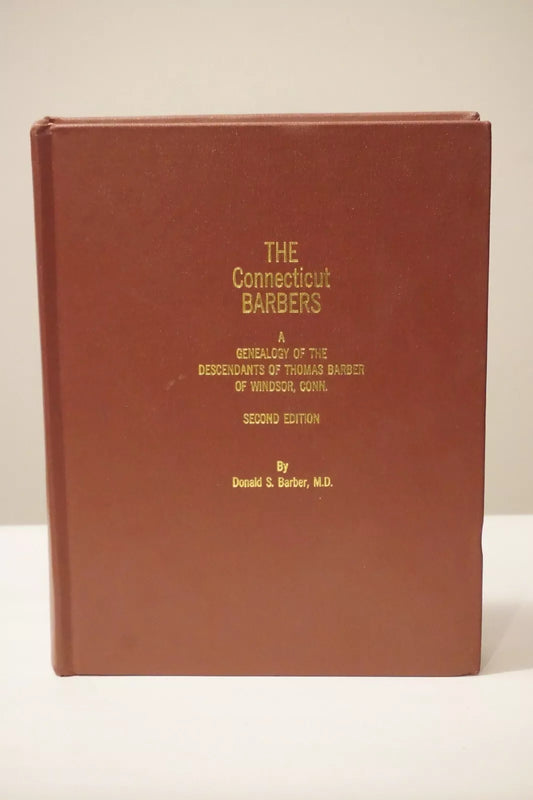 THE
Connecticut
BARBERS
A
GENEALOGY OF THE
DESCENDANTS OF THOMAS BARBER
OF WINDSOR, CONN.
SECOND EDITION
By
Donald S. Barber, M.D.